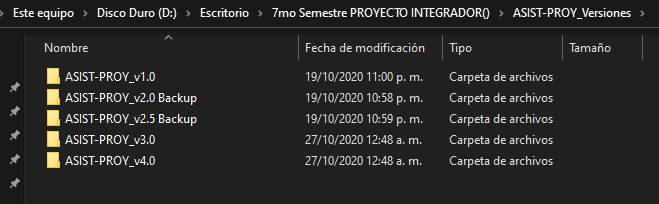 Este equipo > Disco Duro (D:) > Escritorio > 7mo Semestre PROYECTO INTEGRADOR() > ASIST-PROY_Versiones >
Nombre Fecha de modificación Tipo Tamaño
ASIST-PROY_v1.0 19/10/2020 11:00 p. m. Carpeta de archivos
ASIST-PROY_v2.0 Backup 19/10/2020 10:58 p. m. Carpeta de archivos
ASIST-PROY_v2.5 Backup 19/10/2020 10:59 p. m. Carpeta de archivos
ASIST-PROY_v3.0 27/10/2020 12:48 a. m. Carpeta de archivos
ASIST-PROY_v4.0 27/10/2020 12:48 a. m. Carpeta de archivos